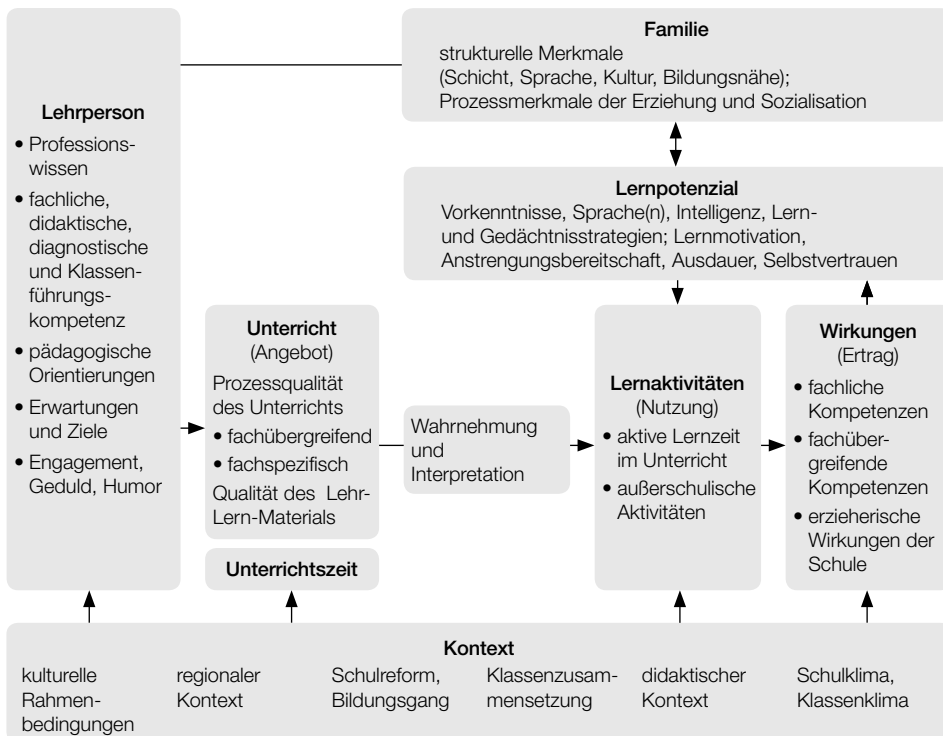 Familie
strukturelle Merkmale
(Schicht, Sprache, Kultur, Bildungsnähe);
Prozessmerkmale der Erziehung und Sozialisation
Lehrperson
• Professions-
wissen
• fachliche,
didaktische,
diagnostische
und Klassen-
führungs-
kompetenz
• pädagogische
Orientierungen
• Erwartungen
und Ziele
• Engagement,
Geduld, Humor
Lernpotenzial
Vorkenntnisse, Sprache(n), Intelligenz, Lern-
und Gedächtnisstrategien; Lernmotivation,
Anstrengungsbereitschaft, Ausdauer, Selbstvertrauen
Unterricht
(Angebot)
Prozessqualität
des Unterrichts
• fachübergreifend
• fachspezifisch
Qualität des Lehr-
Lern-Materials
Unterrichtszeit
Wahrnehmung
und
Interpretation
Lernaktivitäten
(Nutzung)
• aktive Lernzeit
im Unterricht
• außerschulische
Aktivitäten
Wirkungen
(Ertrag)
• fachliche
Kompetenzen
• fachüber-
greifende
Kompetenzen
• erzieherische
Wirkungen der
Schule
Kontext
kulturelle
Rahmen-
bedingungen
regionaler
Kontext
Schulreform,
Bildungsgang
Klassenzusam-
mensetzung
didaktischer
Kontext
Schulklima,
Klassenklima